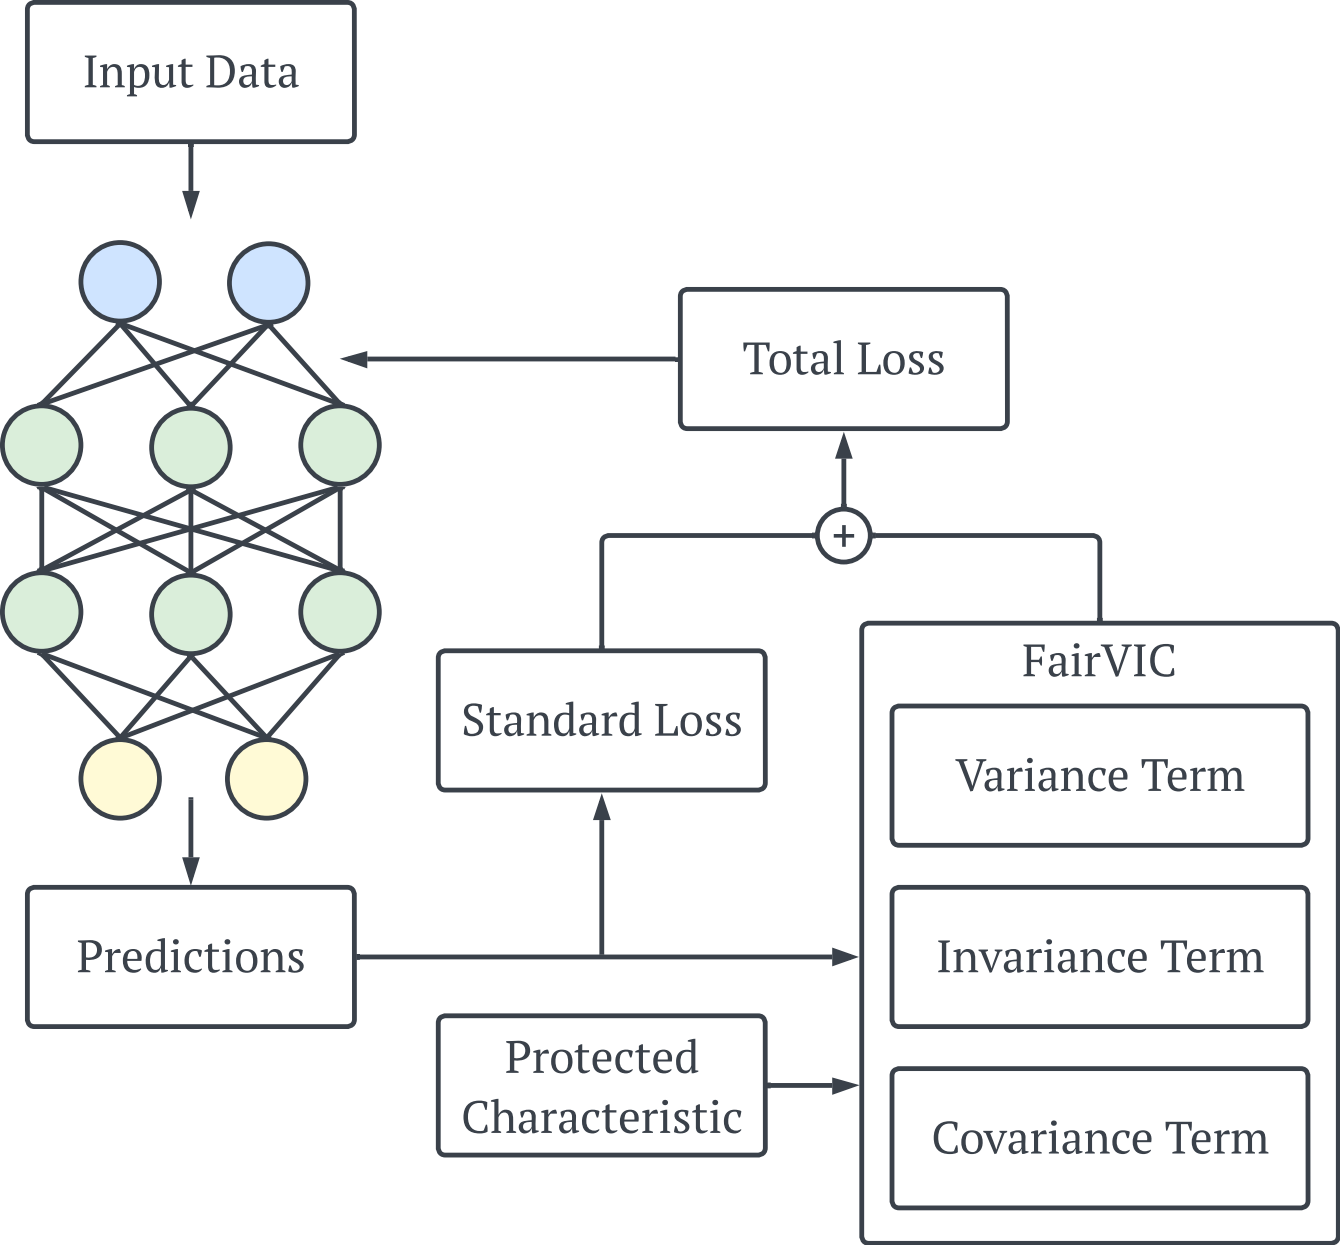 Input Data
Total Loss
+
FairVIC
Standard Loss
Variance Term
Predictions
Invariance Term
Protected
Characteristic
Covariance Term